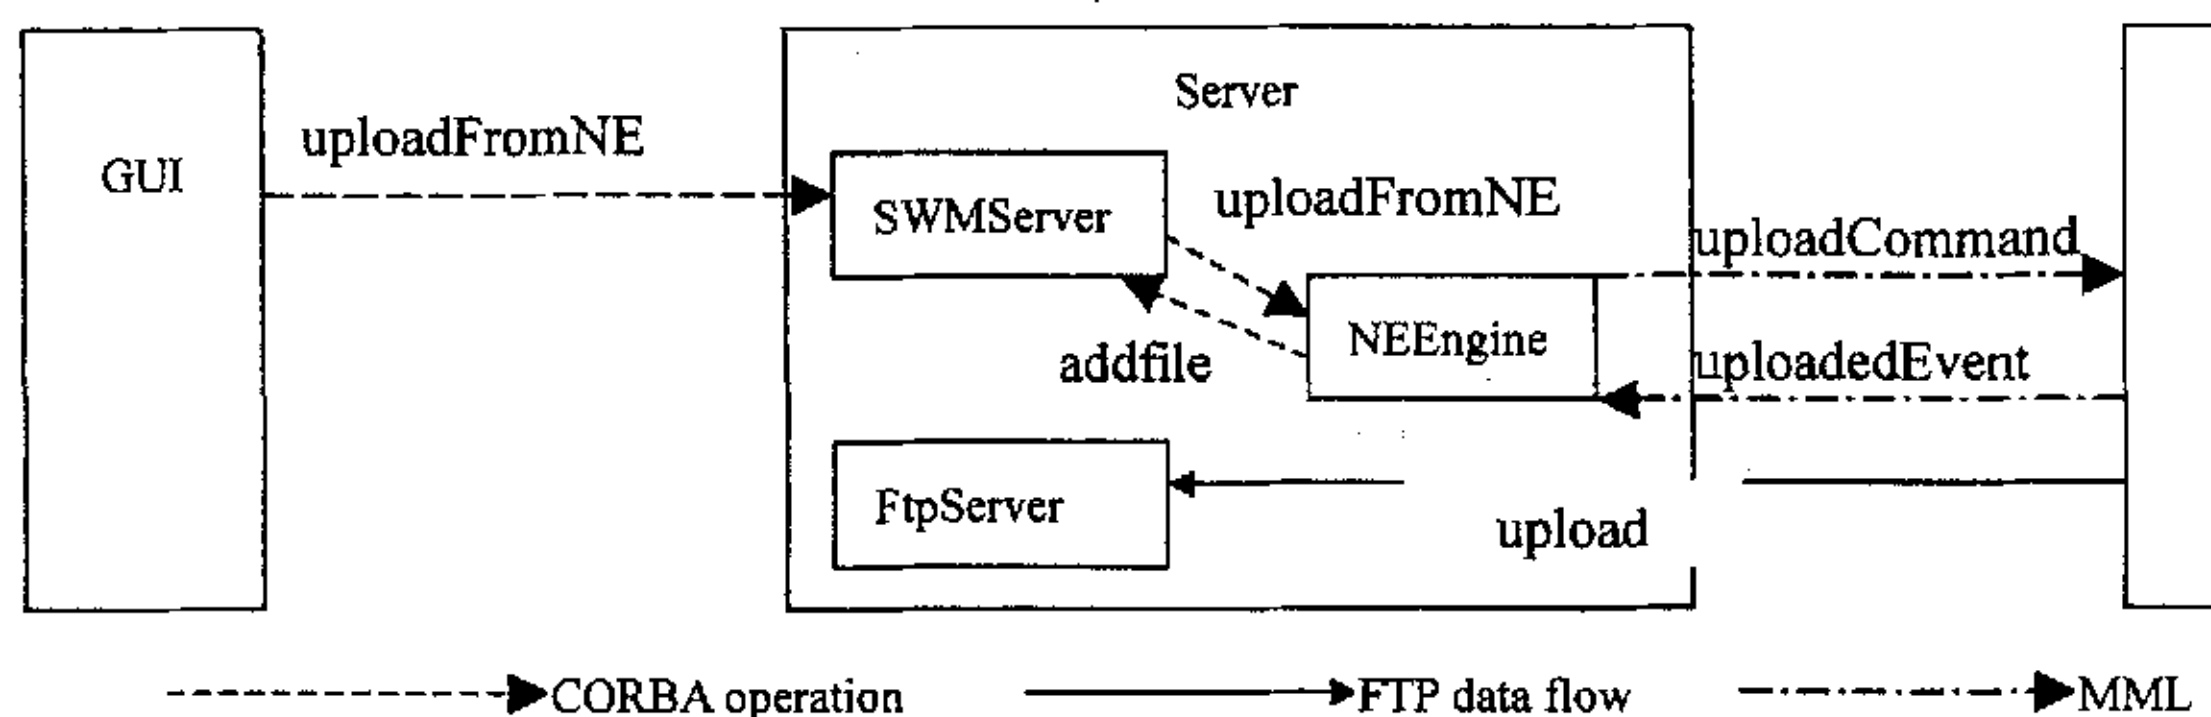 Server
GUI
uploadFromNE
SWMServer
uploadFromNE
uploadCommand
NEEngine
addfile
uploadedEvent
FtpServer
upload
CORBA operation
FTP data flow
MML